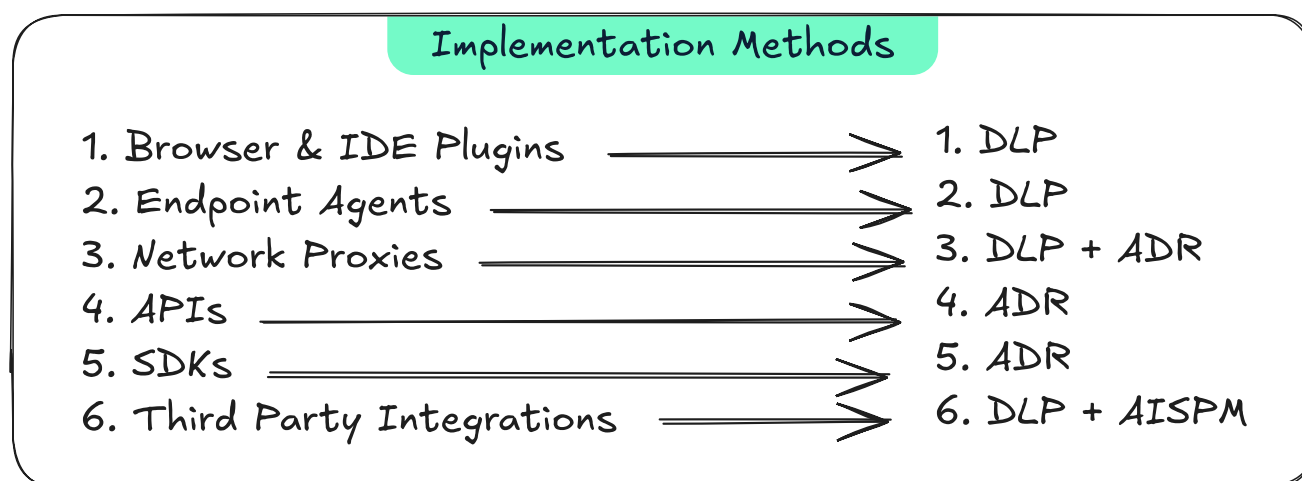 Implementation Methods
1. Browser & IDE Plugins
2. Endpoint Agents
3. Network Proxies
4. APIs
5. SDKs
6. Third Party Integrations
1. DLP
2. DLP
3. DLP + ADR
4. ADR
5. ADR
6. DLP + AISPM